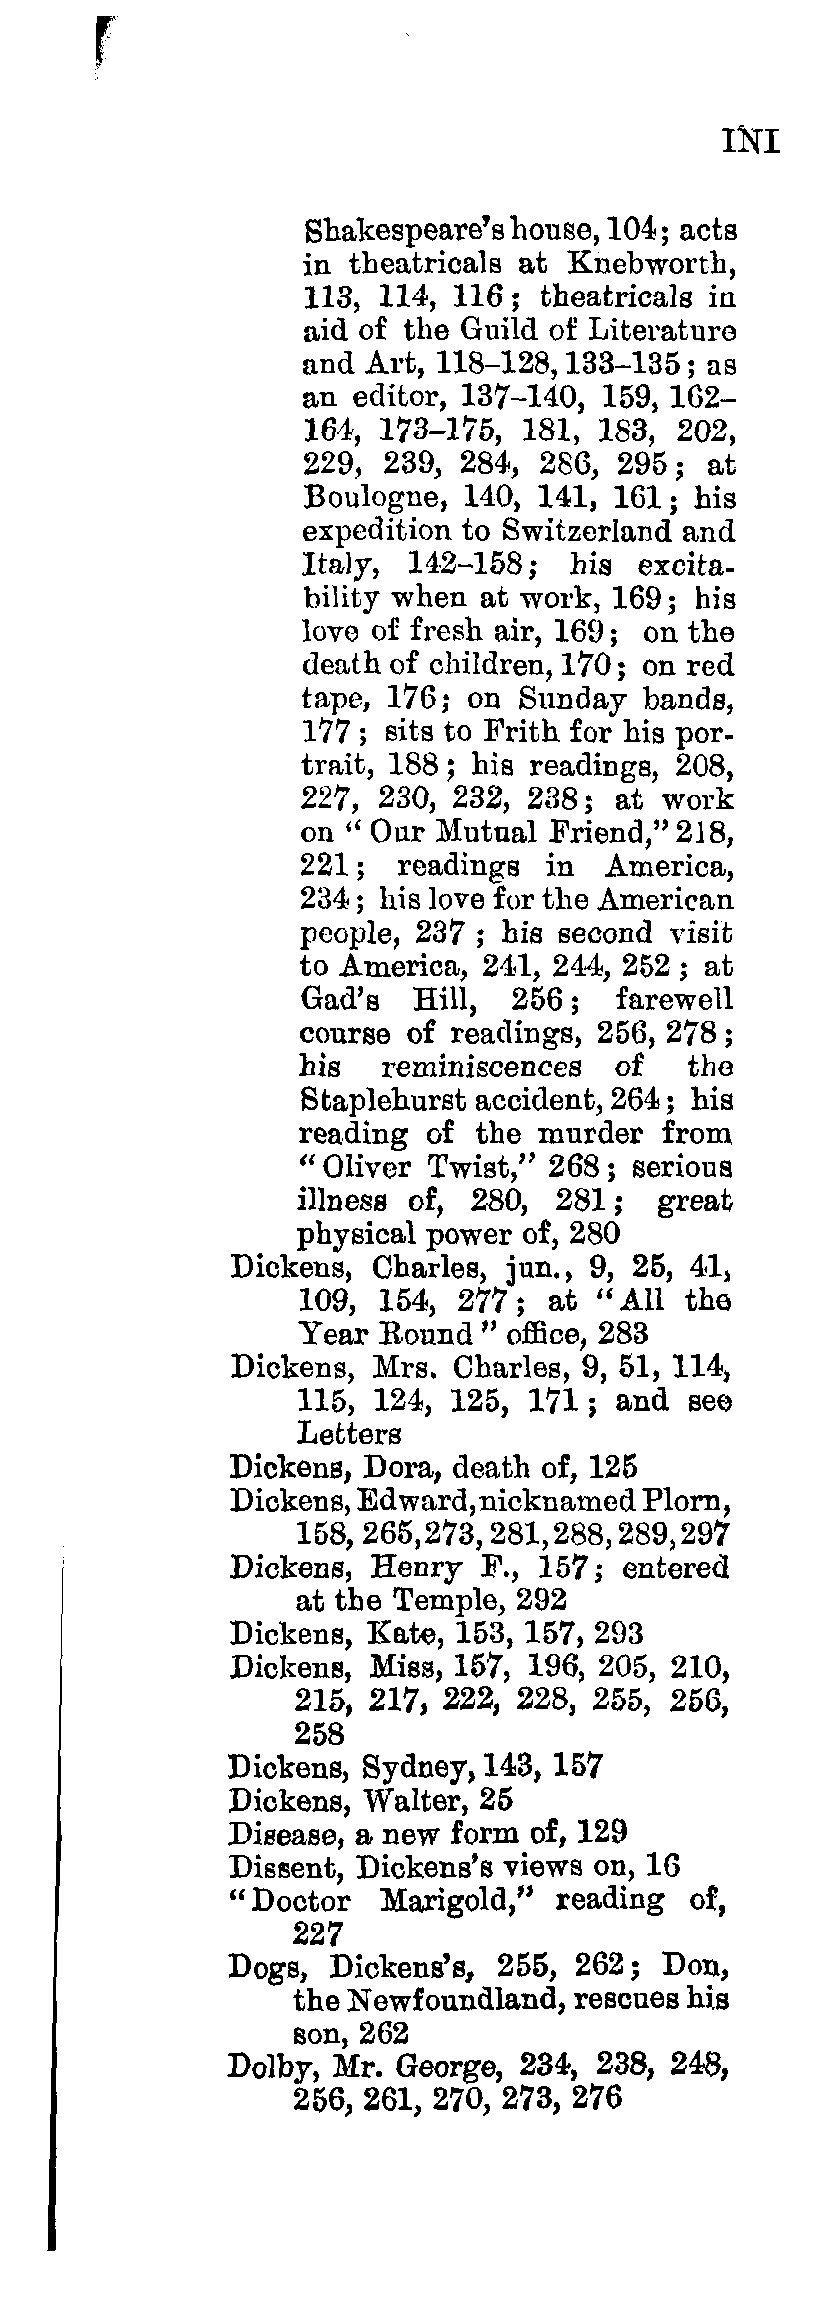 INI
Shakespeare's house, 104; acts
in theatricals at Knebworth,
113, 114, 116; theatricals in
aid of the Guild of Literature
and Art, 118–128, 133–135; as
an editor, 137–140, 159, 162–
164, 173–175, 181, 183, 202,
229, 239, 284, 286, 295; at
Boulogne, 140, 141, 161; his
expedition to Switzerland and
Italy, 142–158; his excita-
bility when at work, 169; his
love of fresh air, 169; on the
death of children, 170; on red
tape, 176; on Sunday bands,
177; sits to Frith for his por-
trait, 188; his readings, 208,
227, 230, 232, 238; at work
on "Our Mutual Friend," 218,
221; readings in America,
234; his love for the American
people, 237; his second visit
to America, 241, 244, 252; at
Gad's Hill, 256; farewell
course of readings, 256, 278;
his reminiscences of the
Staplehurst accident, 264; his
reading of the murder from
"Oliver Twist," 268; serious
illness of, 280, 281; great
physical power of, 280
Dickens, Charles, jun., 9, 25, 41,
109, 154, 277; at "All the
Year Round" office, 283
Dickens, Mrs. Charles, 9, 51, 114,
115, 124, 125, 171; and see
Letters
Dickens, Dora, death of, 125
Dickens, Edward, nicknamed Plorn,
158, 265, 273, 281, 288, 289, 297
Dickens, Henry F., 157; entered
at the Temple, 292
Dickens, Kate, 153, 157, 293
Dickens, Miss, 157, 196, 205, 210,
215, 217, 222, 228, 255, 256,
258
Dickens, Sydney, 143, 157
Dickens, Walter, 25
Disease, a new form of, 129
Dissent, Dickens's views on, 16
"Doctor Marigold," reading of,
227
Dogs, Dickens's, 255, 262; Don,
the Newfoundland, rescues his
son, 262
Dolby, Mr. George, 234, 238, 248,
256, 261, 270, 273, 276